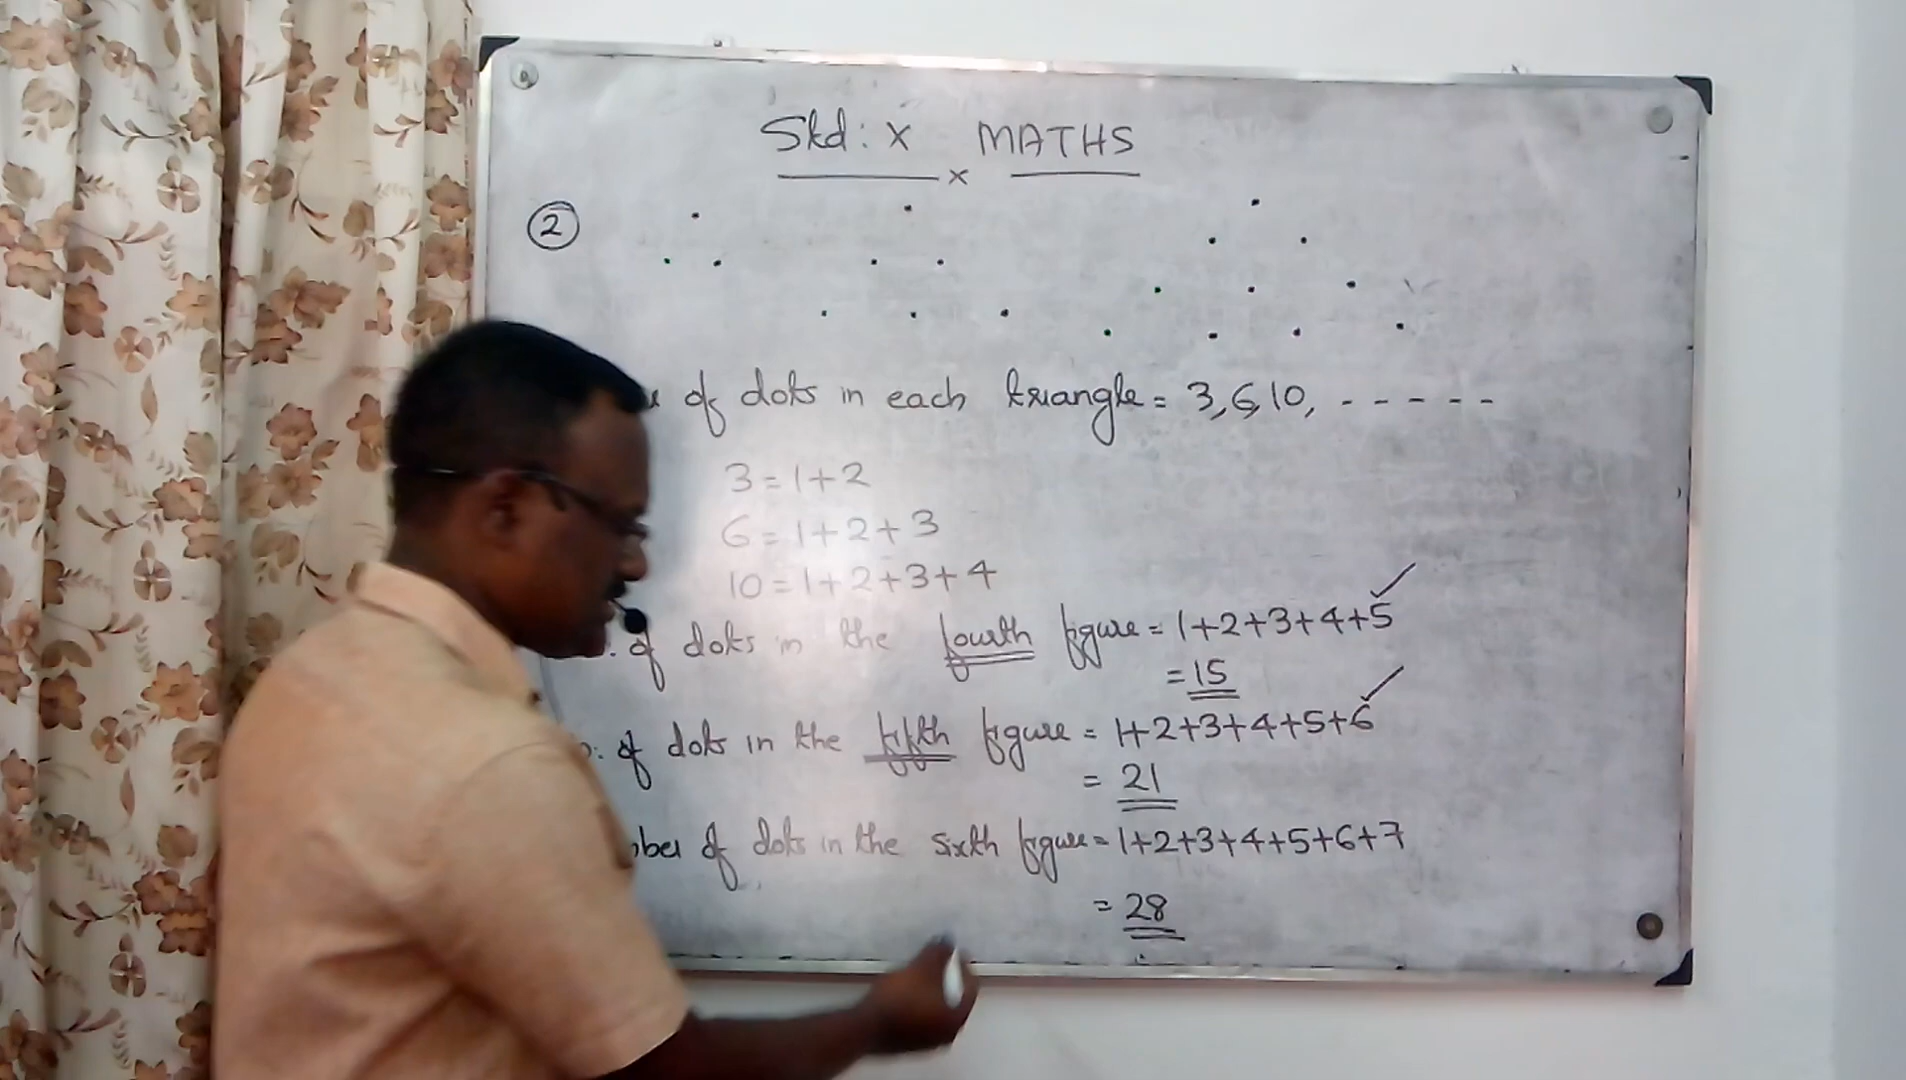 Std: X MATHS
x
2
of dots in each triangle = 3, 6, 10, - - - - -
3 = 1+2
6 = 1+2+3
10 = 1+2+3+4
. of dots in the fourth figure = 1+2+3+4+5
= 15
: of dots in the fifth figure = 1+2+3+4+5+6
= 21
ber of dots in the sixth figure = 1+2+3+4+5+6+7
= 28